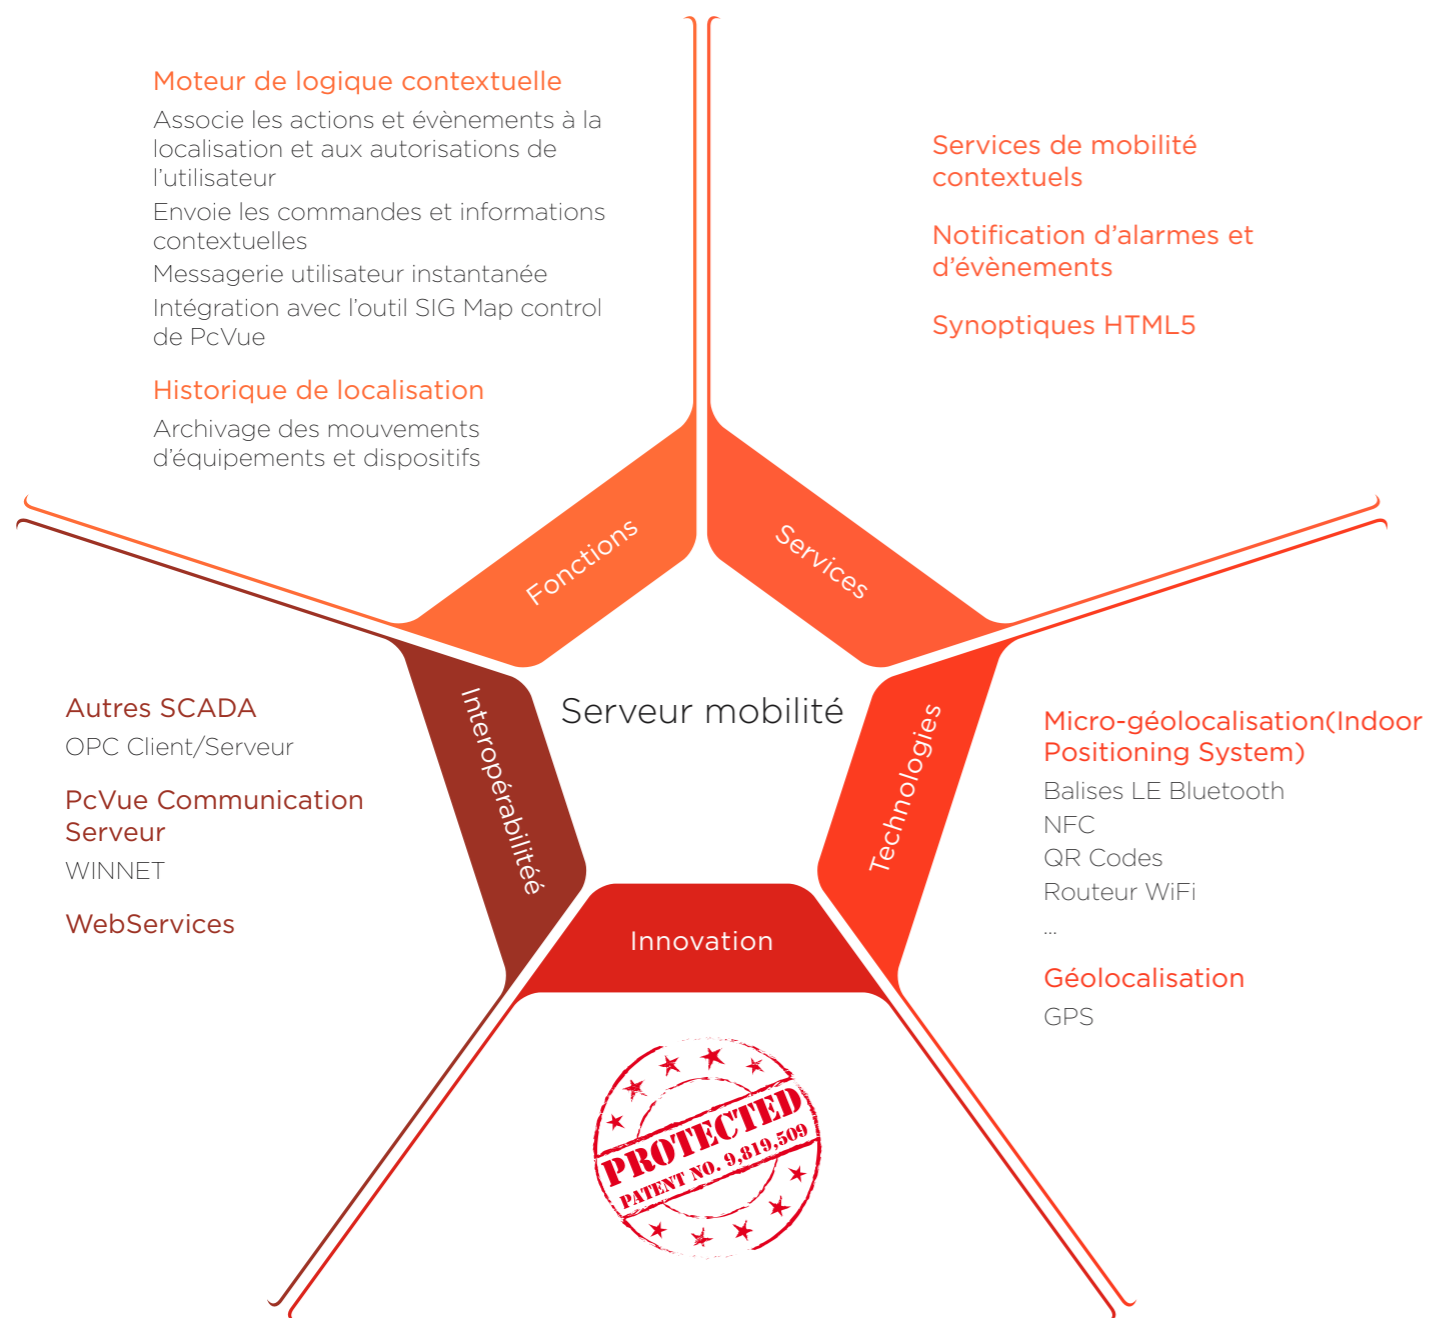 Moteur de logique contextuelle
Associe les actions et évènements à la
localisation et aux autorisations de
l’utilisateur
Envoie les commandes et informations
contextuelles
Messagerie utilisateur instantanée
Intégration avec l’outil SIG Map control
de PcVue
Historique de localisation
Archivage des mouvements
d’équipements et dispositifs
Services de mobilité
contextuels
Notification d’alarmes et
d’évènements
Synoptiques HTML5
Fonctions
Services
Serveur mobilité
Interopérabilitéé
Technologies
Innovation
Autres SCADA
OPC Client/Serveur
PcVue Communication
Serveur
WINNET
WebServices
Micro-géolocalisation(Indoor
Positioning System)
Balises LE Bluetooth
NFC
QR Codes
Routeur WiFi
...
Géolocalisation
GPS
PROTECTED
PATENT NO. 9,819,509